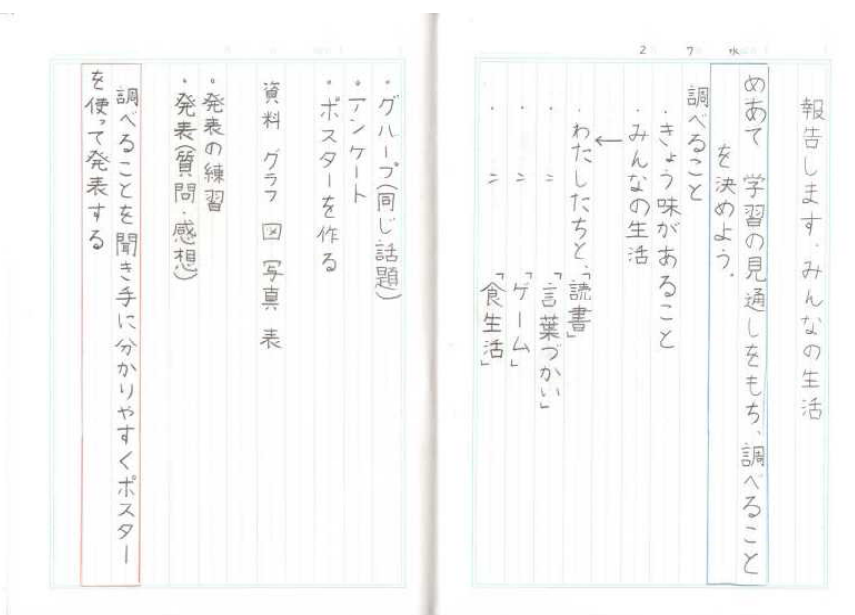 2 7 水
報告します、みんなの生活
めあて 学習の見通しをもち、調べること
を決めよう。
調べること
・きょう味があること
・みんなの生活
↓
・わたしたちと、「読書」
・ 〃 「言葉づかい」
・ 〃 「ゲーム」
・ 〃 「食生活」
・グループ(同じ話題)
・アンケート
・ポスターを作る
資料 グラフ 図 写真 表
・発表の練習
・発表(質問・感想)
調べることを聞き手に分かりやすくポスター
を使って発表する